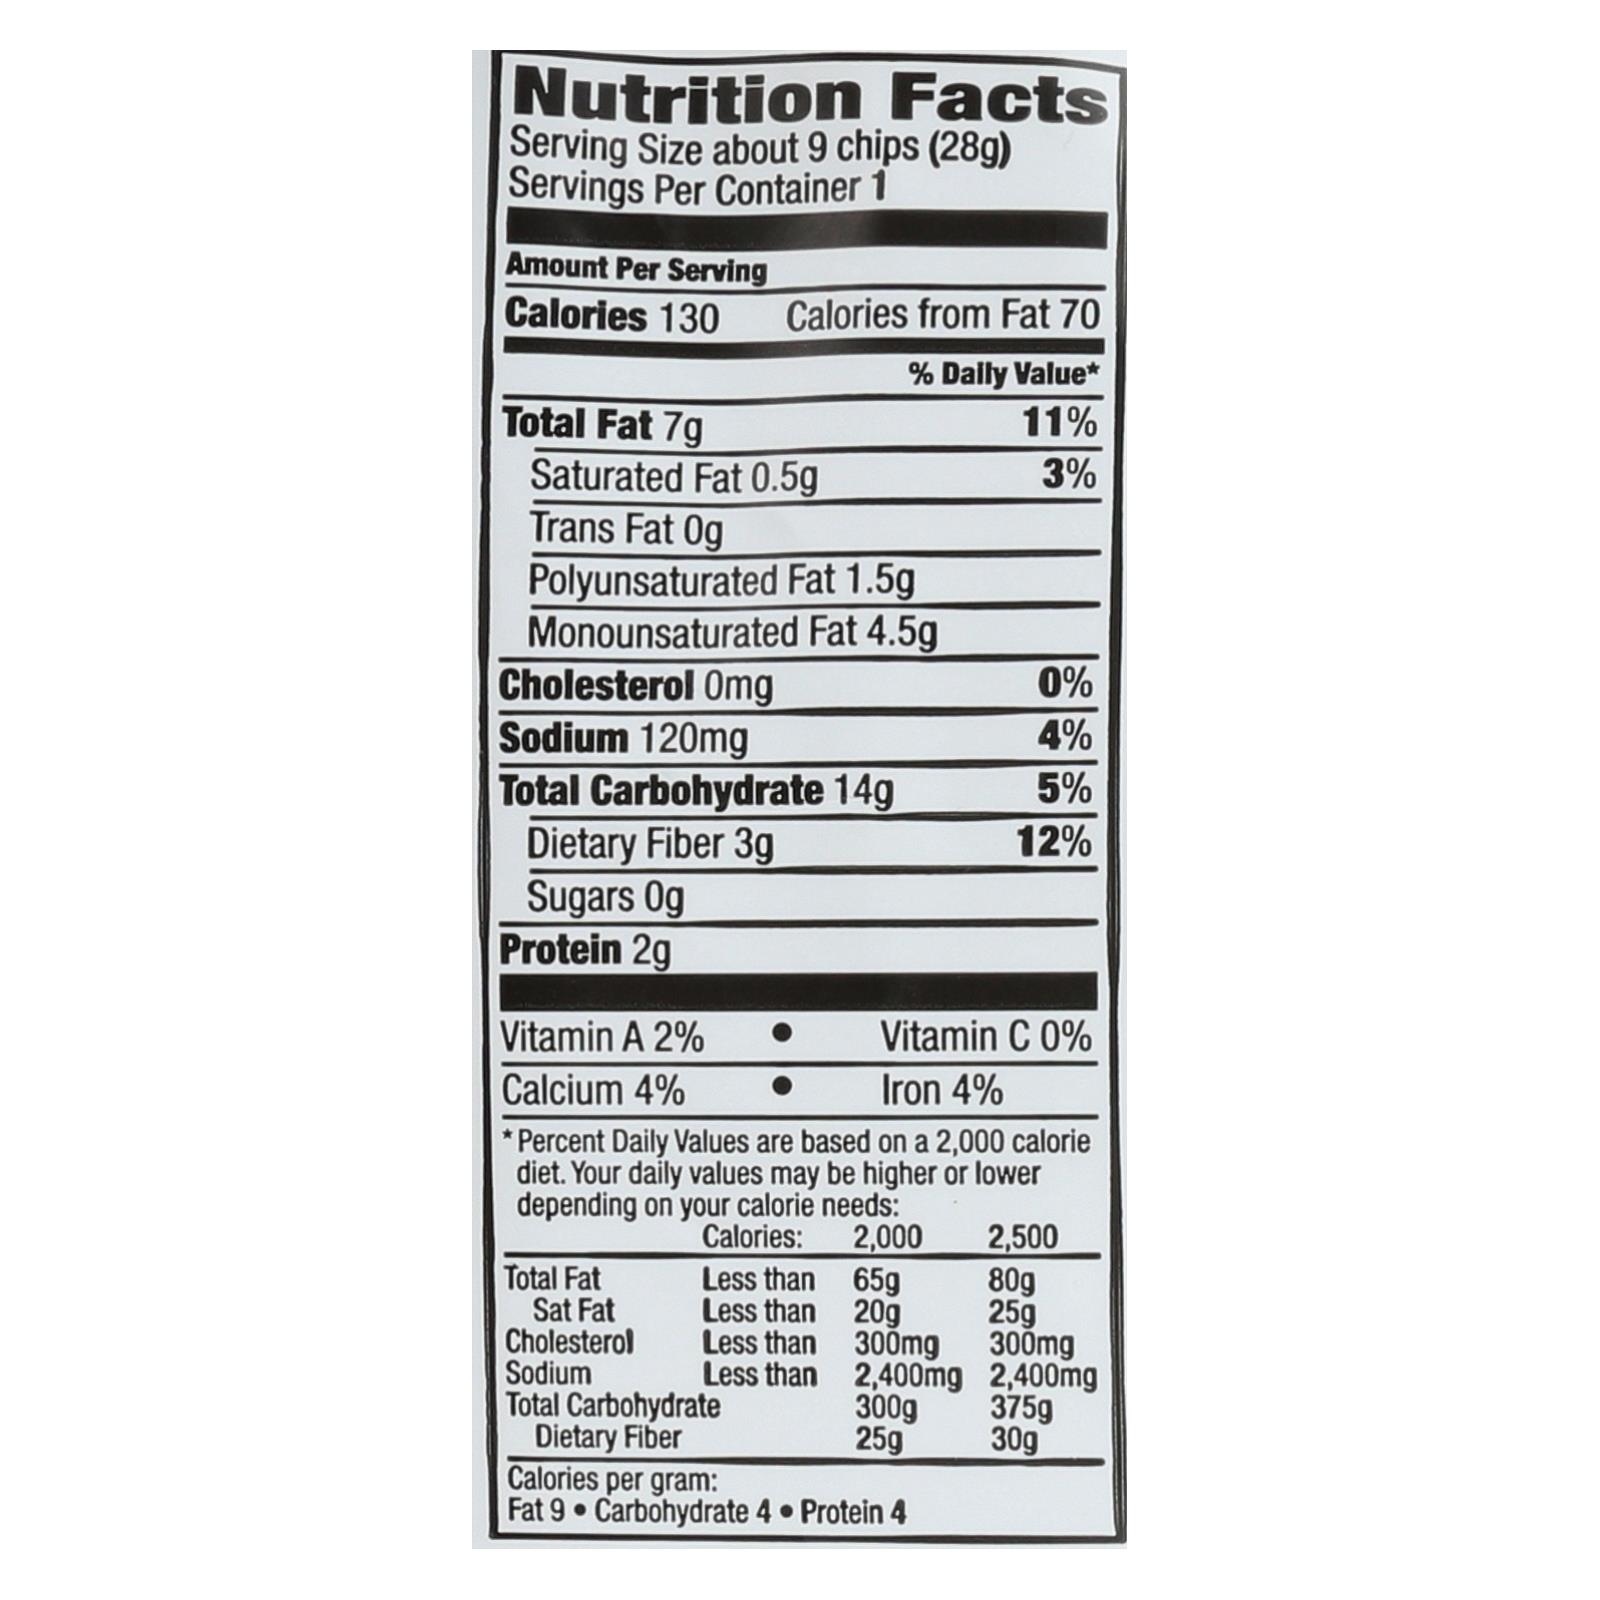 Nutrition Facts
Serving Size about 9 chips (28g)
Servings Per Container 1
Amount Per Serving
Calories 130 Calories from Fat 70
% Daily Value*
Total Fat 7g 11%
Saturated Fat 0.5g 3%
Trans Fat 0g
Polyunsaturated Fat 1.5g
Monounsaturated Fat 4.5g
Cholesterol 0mg 0%
Sodium 120mg 4%
Total Carbohydrate 14g 5%
Dietary Fiber 3g 12%
Sugars 0g
Protein 2g
Vitamin A 2% • Vitamin C 0%
Calcium 4% • Iron 4%
* Percent Daily Values are based on a 2,000 calorie
diet. Your daily values may be higher or lower
depending on your calorie needs:
Calories: 2,000 2,500
Total Fat Less than 65g 80g
Sat Fat Less than 20g 25g
Cholesterol Less than 300mg 300mg
Sodium Less than 2,400mg 2,400mg
Total Carbohydrate 300g 375g
Dietary Fiber 25g 30g
Calories per gram:
Fat 9 • Carbohydrate 4 • Protein 4